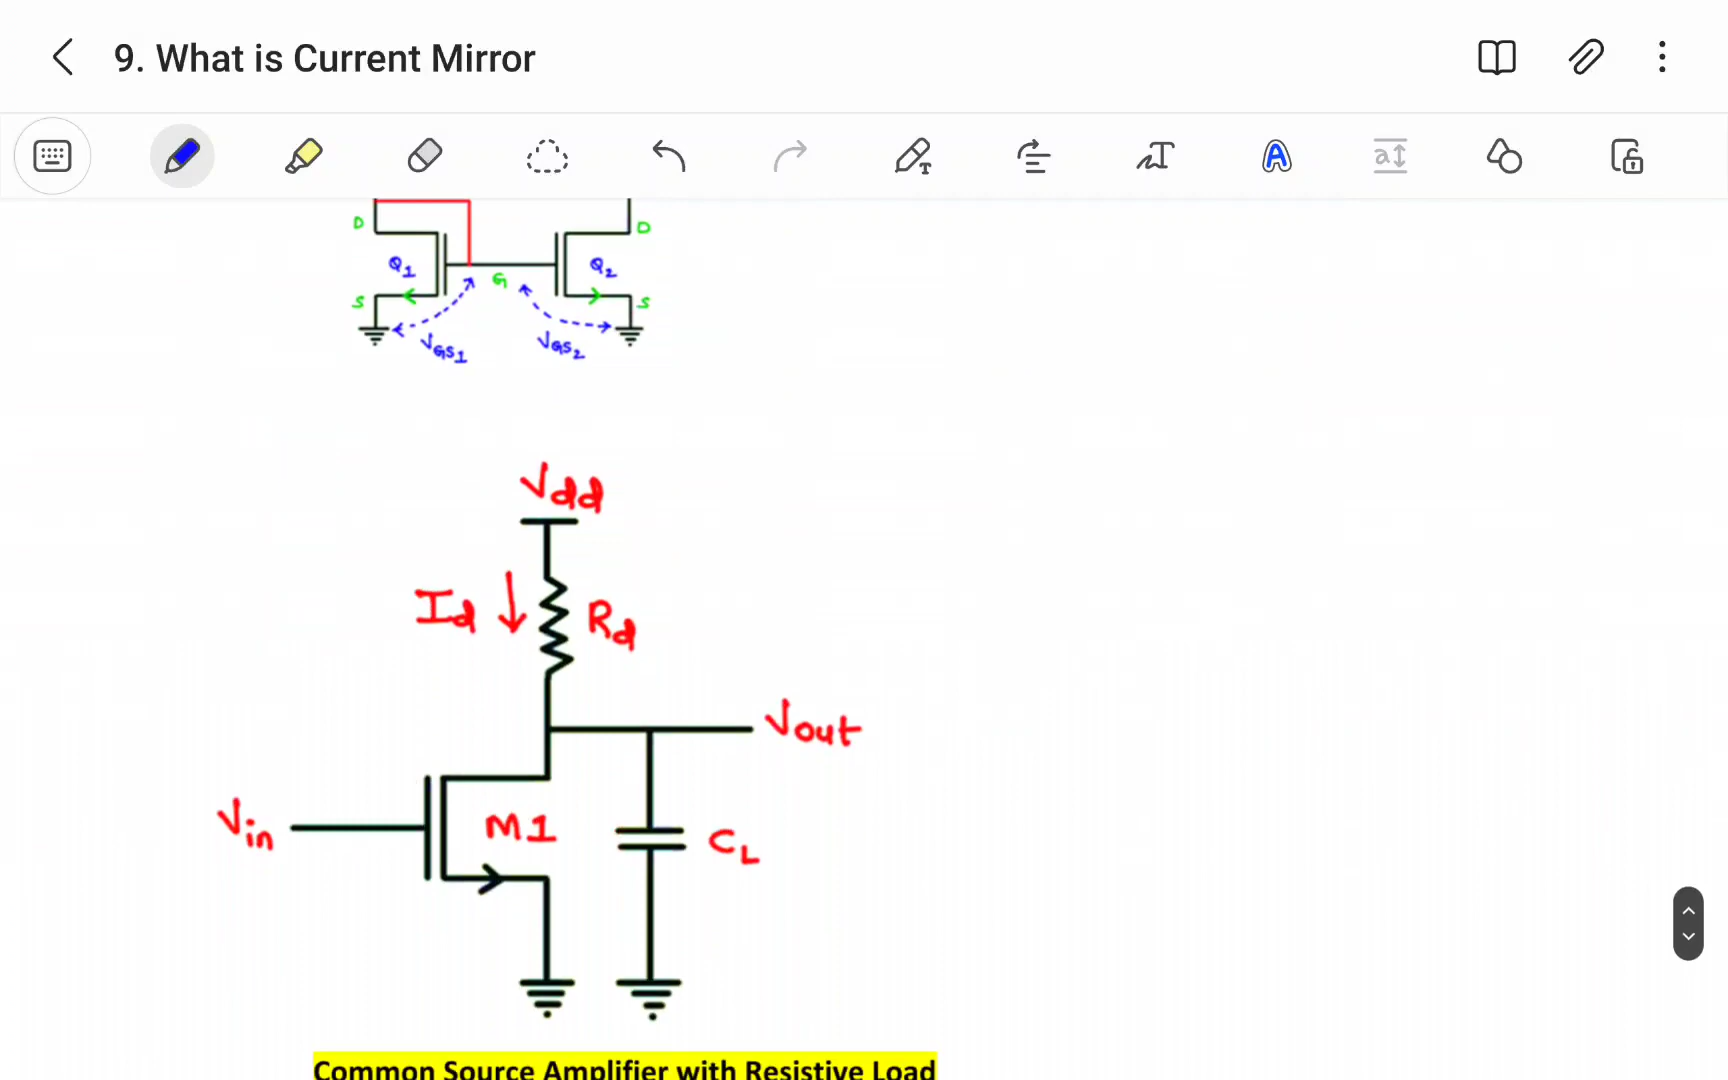 9. What is Current Mirror
D
D
Q1
G
Q2
S
S
VGS1
VGS2
Vdd
Id
Rd
Vout
Vin
M1
CL
Common Source Amplifier with Resistive Load